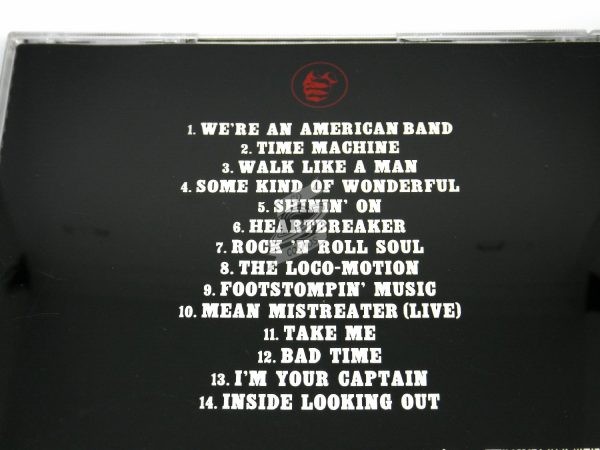 1. WE'RE AN AMERICAN BAND
2. TIME MACHINE
3. WALK LIKE A MAN
4. SOME KIND OF WONDERFUL
5. SHININ' ON
6. HEARTBREAKER
7. ROCK 'N ROLL SOUL
8. THE LOCO-MOTION
9. FOOTSTOMPIN' MUSIC
10. MEAN MISTREATER (LIVE)
11. TAKE ME
12. BAD TIME
13. I'M YOUR CAPTAIN
14. INSIDE LOOKING OUT